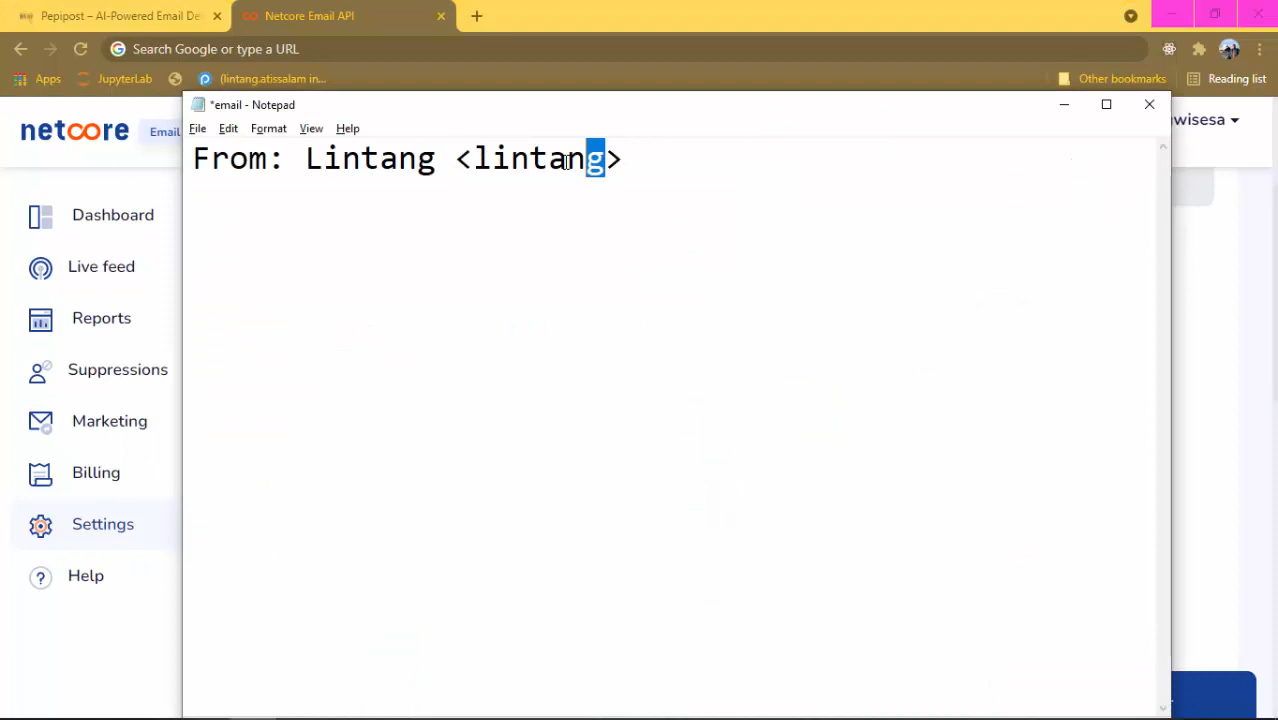 Pepipost – AI-Powered Email De
Netcore Email API
Search Google or type a URL
Apps
JupyterLab
(lintang.atissalam in...
Other bookmarks
Reading list
netcore
Email
wisesa
*email - Notepad
File Edit Format View Help
From: Lintang <lintang>
Dashboard
Live feed
Reports
Suppressions
Marketing
Billing
Settings
Help